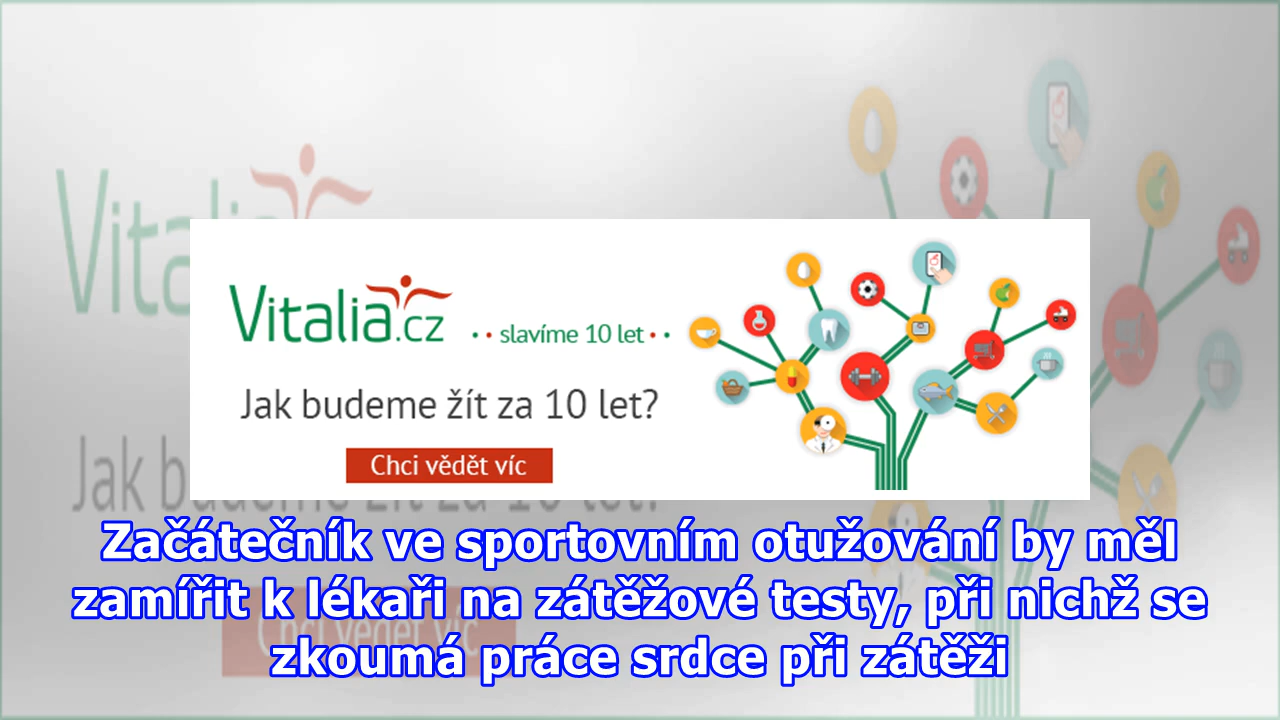 Vitalia.cz
slavíme 10 let
Jak budeme žít za 10 let?
Chci vědět víc
Začátečník ve sportovním otužování by měl
zamířit k lékaři na zátěžové testy, při nichž se
zkoumá práce srdce při zátěži